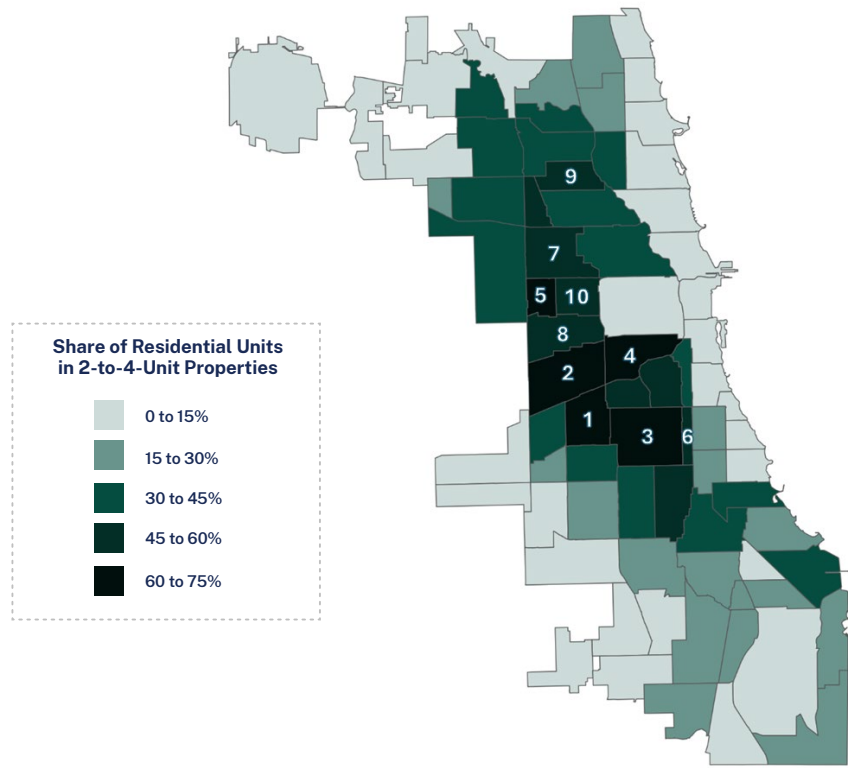 9
7
5
10
8
4
2
1
3
6
Share of Residential Units
in 2-to-4-Unit Properties
0 to 15%
15 to 30%
30 to 45%
45 to 60%
60 to 75%